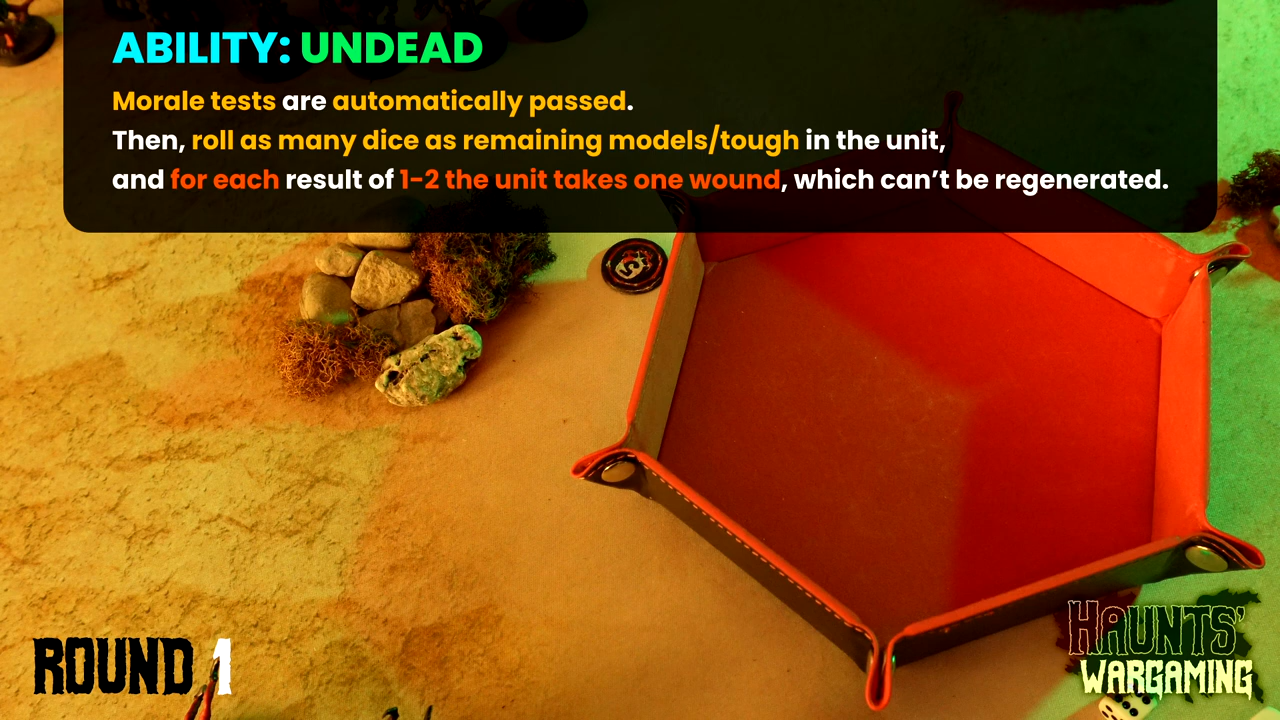 ABILITY: UNDEAD
Morale tests are automatically passed.
Then, roll as many dice as remaining models/tough in the unit,
and for each result of 1-2 the unit takes one wound, which can't be regenerated.
ROUND 1
HAUNTS'
WARGAMING